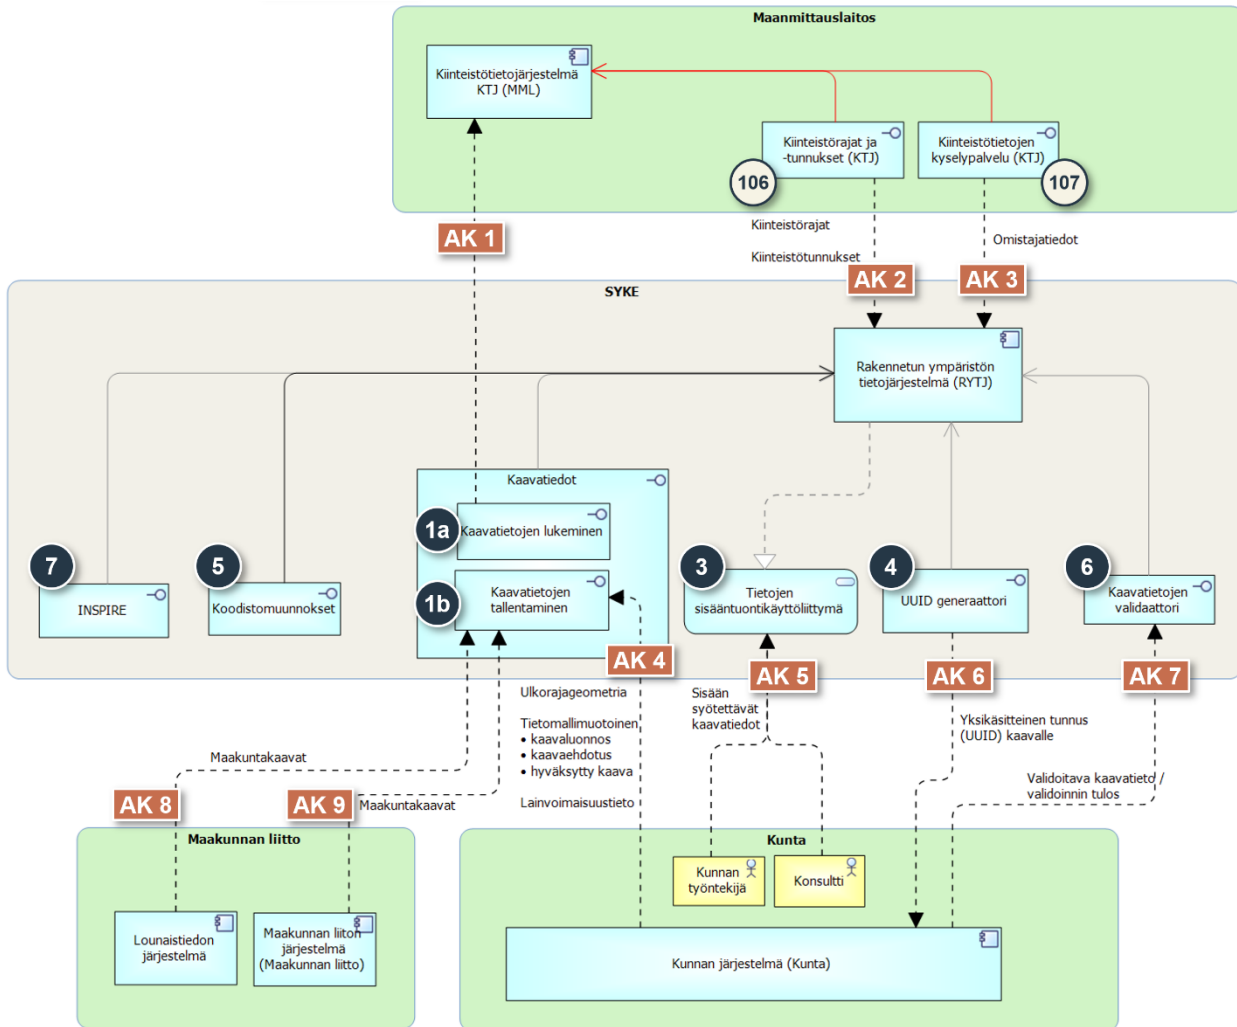 Maanmittauslaitos
Kiinteistötietojärjestelmä
KTJ (MML)
Kiinteistörajat ja
-tunnukset (KTJ)
Kiinteistötietojen
kyselypalvelu (KTJ)
106
107
Kiinteistörajat
Kiinteistötunnukset
Omistajatiedot
AK 1
AK 2
AK 3
SYKE
Rakennetun ympäristön
tietojärjestelmä (RYTJ)
Kaavatiedot
1a
Kaavatietojen lukeminen
1b
Kaavatietojen
tallentaminen
7
INSPIRE
5
Koodistomuunnokset
3
Tietojen
sisääntuontikäyttöliittymä
4
UUID generaattori
6
Kaavatietojen
validaattori
AK 4
AK 5
AK 6
AK 7
Ulkorajageometria
Tietomallimuotoinen
• kaavaluonnos
• kaavaehdotus
• hyväksytty kaava
Lainvoimaisuustieto
Sisään
syötettävät
kaavatiedot
Yksikäsitteinen tunnus
(UUID) kaavalle
Validoitava kaavatieto /
validoinnin tulos
Maakuntakaavat
AK 8
AK 9
Maakuntakaavat
Maakunnan liitto
Lounaistiedon
järjestelmä
Maakunnan liiton
järjestelmä
(Maakunnan liitto)
Kunta
Kunnan
työntekijä
Konsultti
Kunnan järjestelmä (Kunta)